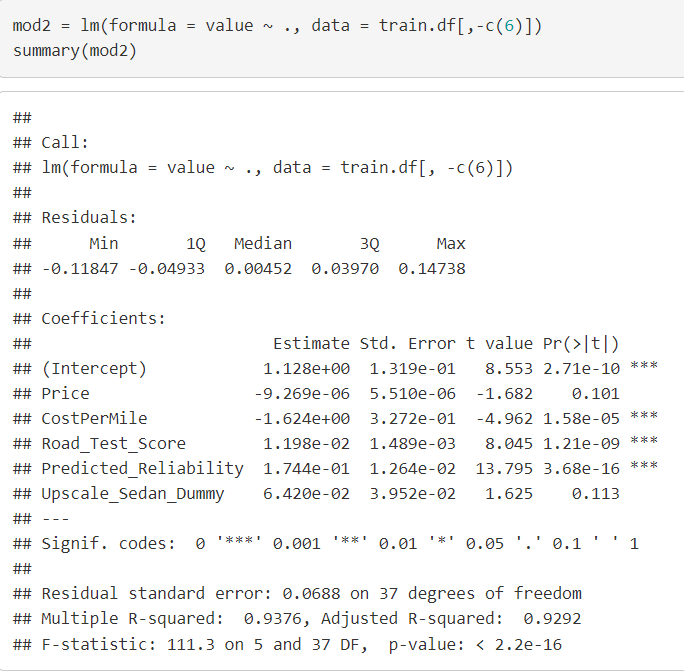 mod2 = lm(formula = value ~ ., data = train.df[,-c(6)])
summary(mod2)
##
## Call:
## lm(formula = value ~ ., data = train.df[, -c(6)])
##
## Residuals:
##      Min       1Q   Median       3Q      Max
## -0.11847 -0.04933  0.00452  0.03970  0.14738
##
## Coefficients:
##                         Estimate Std. Error t value Pr(>|t|)
## (Intercept)            1.128e+00  1.319e-01   8.553 2.71e-10 ***
## Price                 -9.269e-06  5.510e-06  -1.682    0.101
## CostPerMile           -1.624e+00  3.272e-01  -4.962 1.58e-05 ***
## Road_Test_Score        1.198e-02  1.489e-03   8.045 1.21e-09 ***
## Predicted_Reliability  1.744e-01  1.264e-02  13.795 3.68e-16 ***
## Upscale_Sedan_Dummy    6.420e-02  3.952e-02   1.625    0.113
## ---
## Signif. codes:  0 '***' 0.001 '**' 0.01 '*' 0.05 '.' 0.1 ' ' 1
##
## Residual standard error: 0.0688 on 37 degrees of freedom
## Multiple R-squared:  0.9376, Adjusted R-squared:  0.9292
## F-statistic: 111.3 on 5 and 37 DF,  p-value: < 2.2e-16